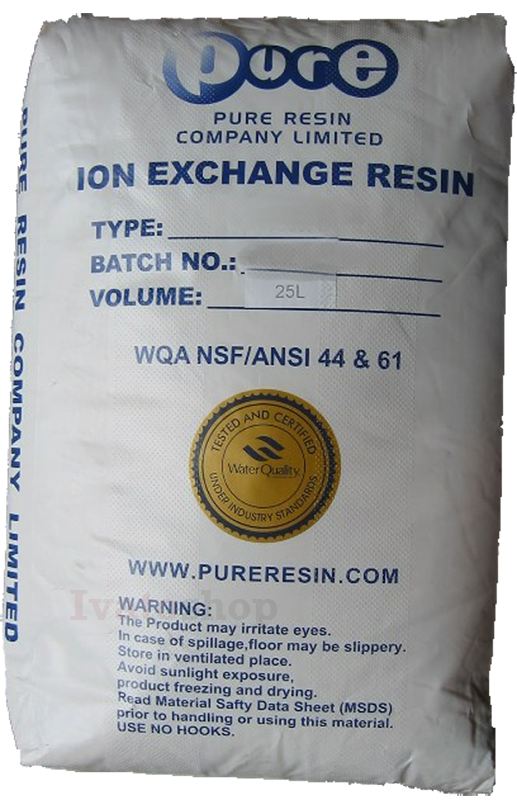 pure
PURE RESIN
COMPANY LIMITED
ION EXCHANGE RESIN
TYPE:
BATCH NO.:
VOLUME: 25L
WQA NSF/ANSI 44 & 61
TESTED AND CERTIFIED
Water Quality
UNDER INDUSTRY STANDARDS
WWW.PURERESIN.COM
WARNING:
The Product may irritate eyes.
In case of spillage,floor may be slippery.
Store in ventilated place.
Avoid sunlight exposure,
product freezing and drying.
Read Material Safty Data Sheet (MSDS)
prior to handling or using this material.
USE NO HOOKS.
PURE RESIN COMPANY LIMITED